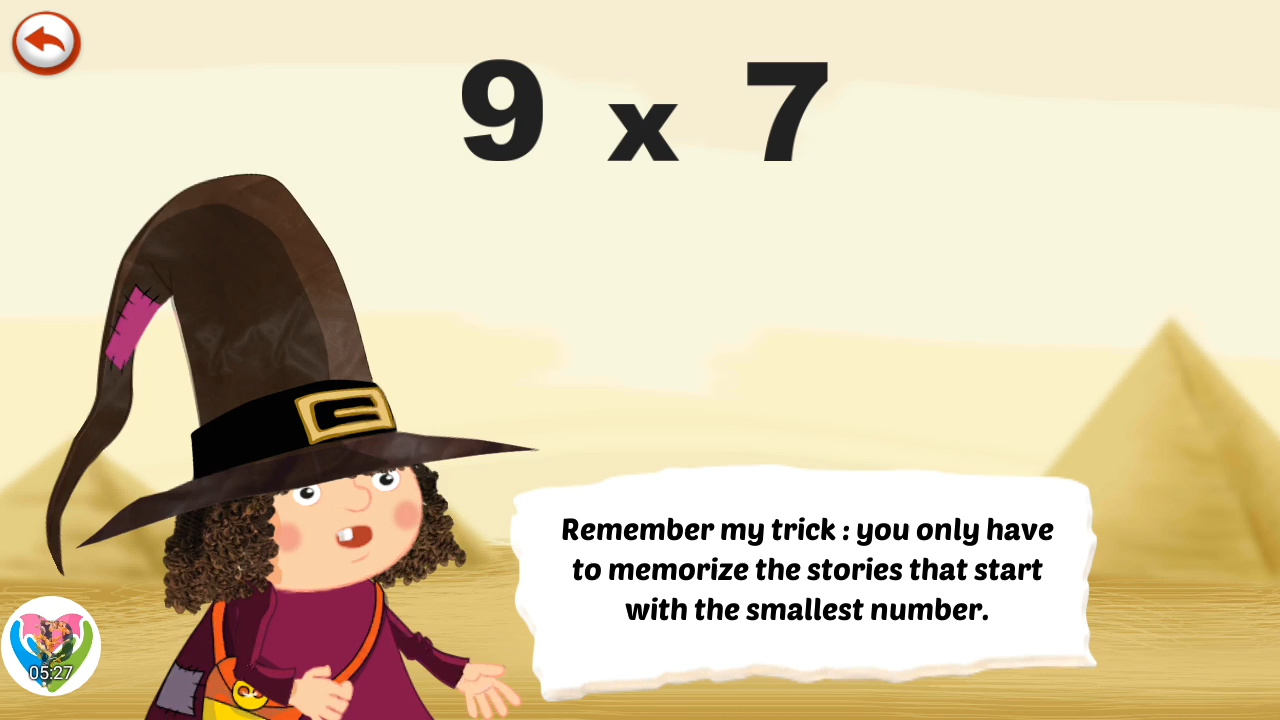 9 x 7
Remember my trick : you only have
to memorize the stories that start
with the smallest number.
05:27